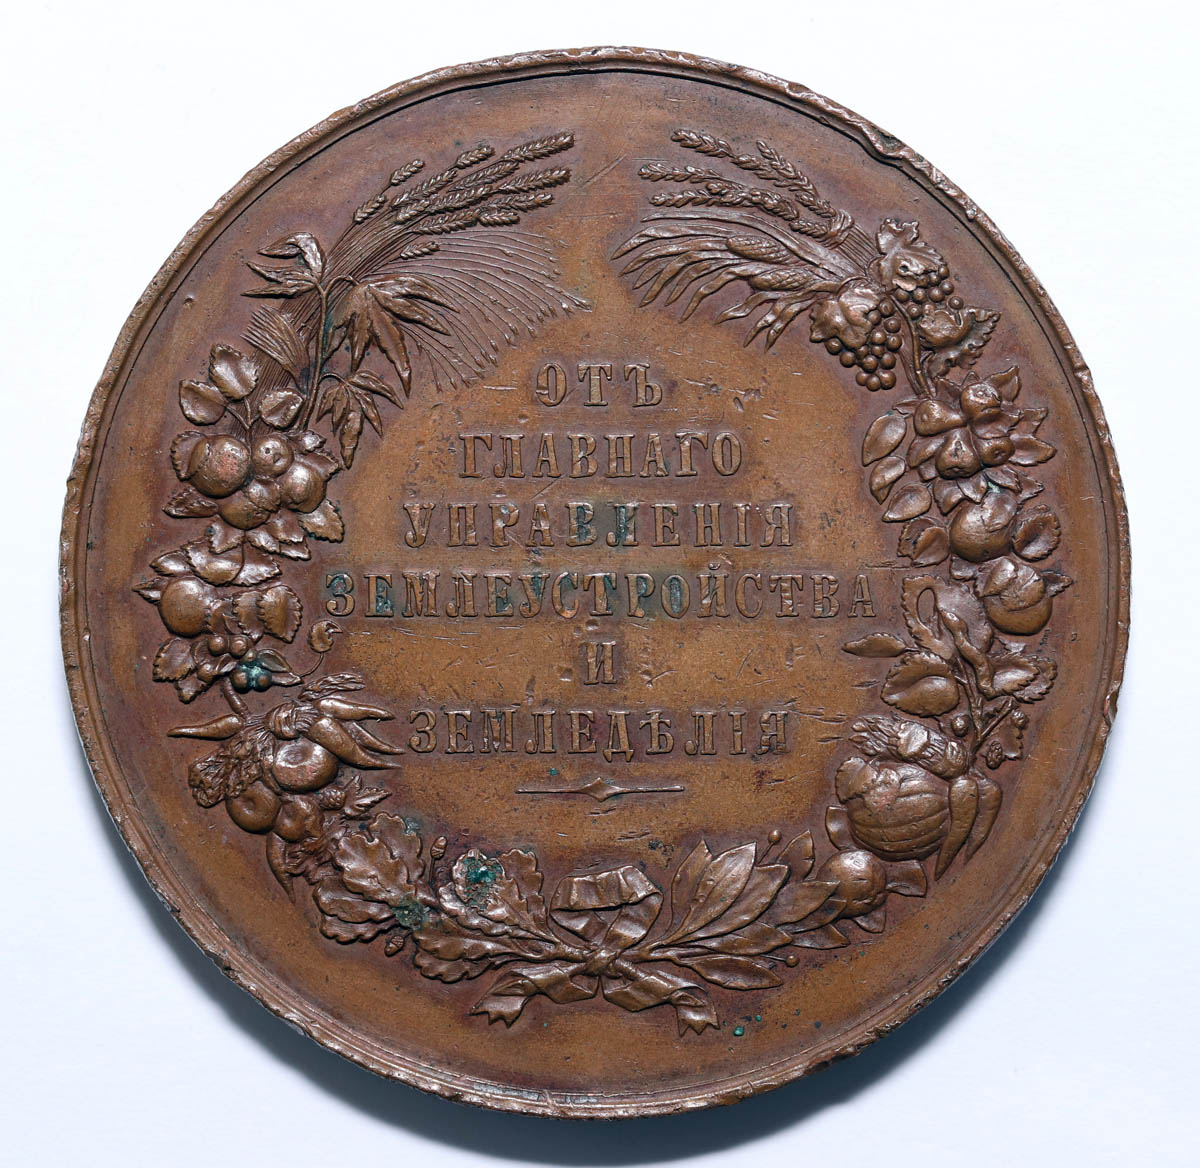 ОТЪ
ГЛАВНАГО
УПРАВЛЕНІЯ
ЗЕМЛЕУСТРОЙСТВА
И
ЗЕМЛЕДѢЛІЯ